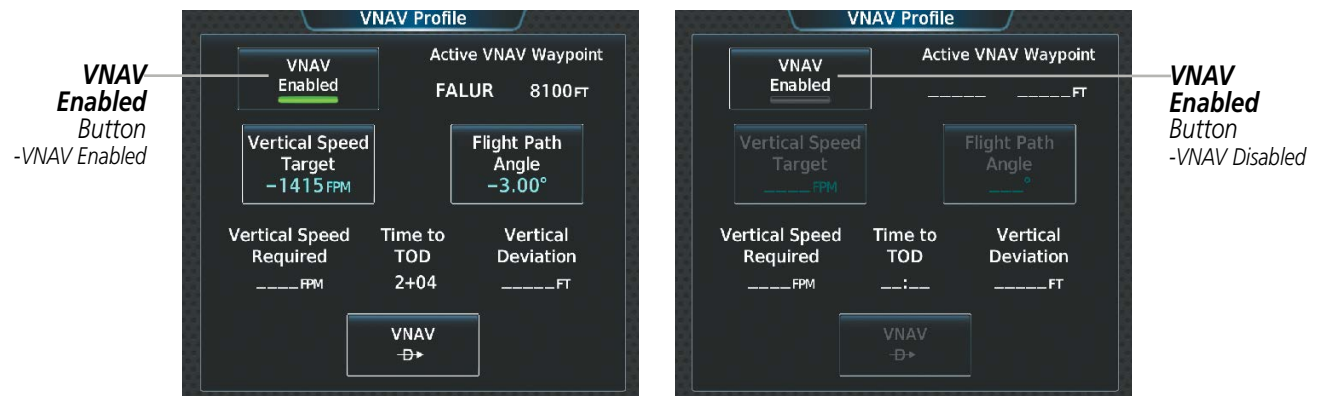 VNAV
Enabled
Button
-VNAV Enabled
VNAV Profile
VNAV
Enabled
Active VNAV Waypoint
FALUR 8100FT
Vertical Speed
Target
−1415FPM
Flight Path
Angle
−3.00°
Vertical Speed
Required
____FPM
Time to
TOD
2+04
Vertical
Deviation
_____FT
VNAV
D
VNAV Profile
VNAV
Enabled
Active VNAV Waypoint
_____ _____FT
Vertical Speed
Target
____FPM
Flight Path
Angle
___°
Vertical Speed
Required
____FPM
Time to
TOD
__:__
Vertical
Deviation
_____FT
VNAV
D
VNAV
Enabled
Button
-VNAV Disabled